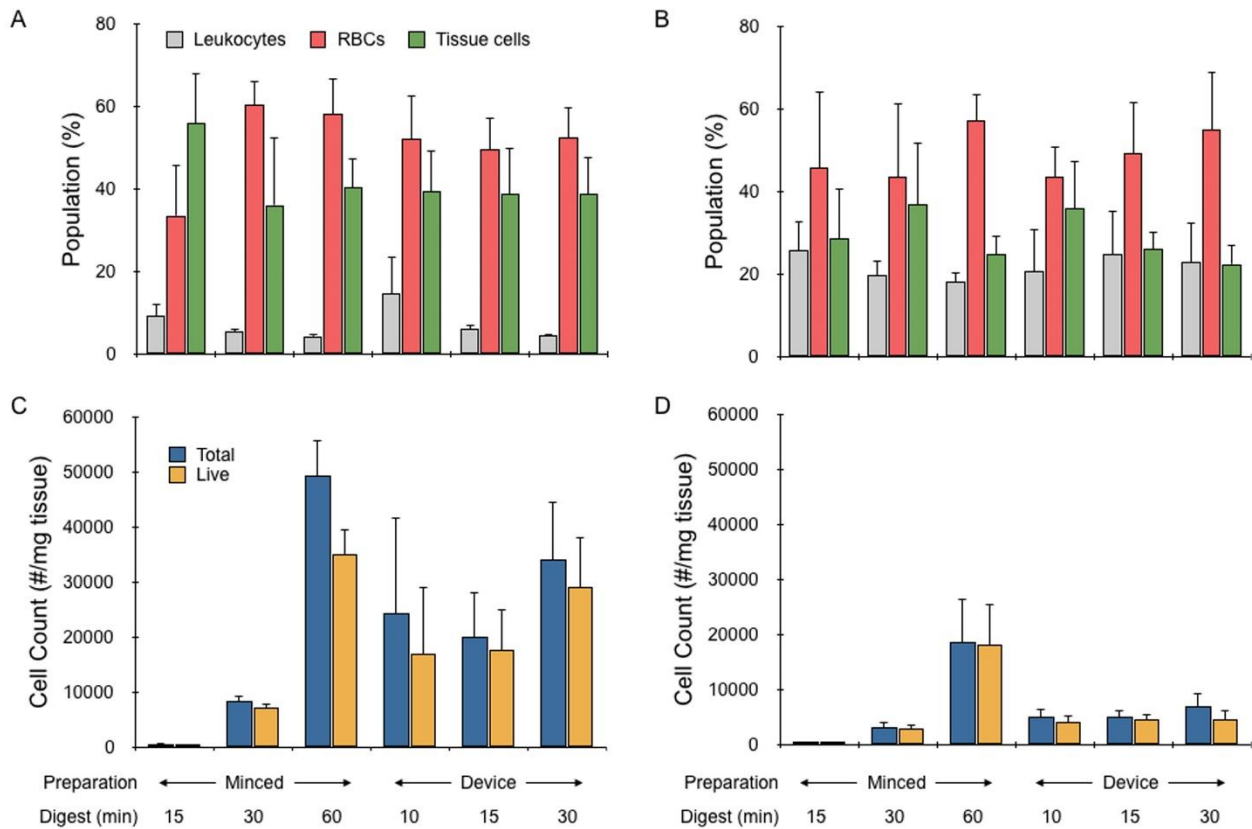 A
B
Leukocytes RBCs Tissue cells
Population (%)
80
60
40
20
0
Population (%)
80
60
40
20
0
C
D
Total
Live
Cell Count (#/mg tissue)
60000
50000
40000
30000
20000
10000
0
Cell Count (#/mg tissue)
60000
50000
40000
30000
20000
10000
0
Preparation Minced Device
Digest (min) 15 30 60 10 15 30
Preparation Minced Device
Digest (min) 15 30 60 10 15 30